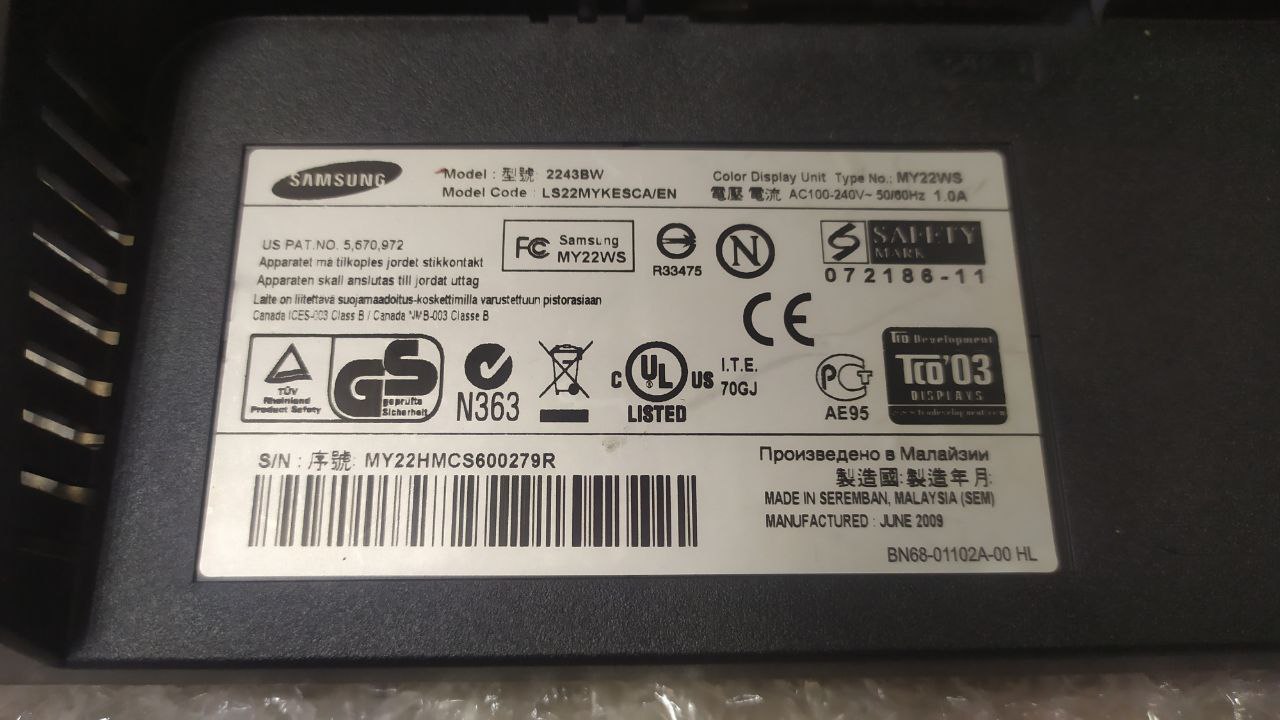 SAMSUNG
Model : 型號 2243BW
Model Code : LS22MYKESCA/EN
Color Display Unit Type No.: MY22WS
電壓 電流 AC100-240V~ 50/60Hz 1.0A
US PAT.NO. 5,670,972
Apparatet må tilkoples jordet stikkontakt
Apparaten skall anslutas till jordat uttag
Laite on liitettävä suojamaadoitus-koskettimilla varustettuun pistorasiaan
Canada ICES-003 Class B / Canada NMB-003 Classe B
FC Samsung
MY22WS
R33475
N
SAFETY
MARK
072186-11
CE
TÜV
Rheinland
Product Safety
GS
geprüfte
Sicherheit
N363
C UL US
LISTED
I.T.E.
70GJ
PCT
AE95
TCO Development
TCO'03
DISPLAYS
www.tcodevelopment.com
S/N : 序號: MY22HMCS600279R
Произведено в Малайзии
製造國: 製造年月:
MADE IN SEREMBAN, MALAYSIA (SEM)
MANUFACTURED : JUNE 2009
BN68-01102A-00 HL